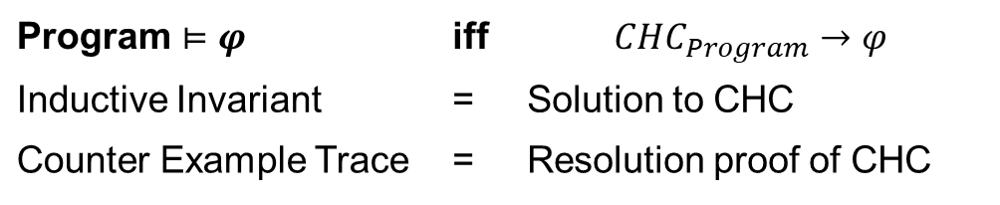 Program ⊨ φ iff CHC_Program → φ
Inductive Invariant = Solution to CHC
Counter Example Trace = Resolution proof of CHC